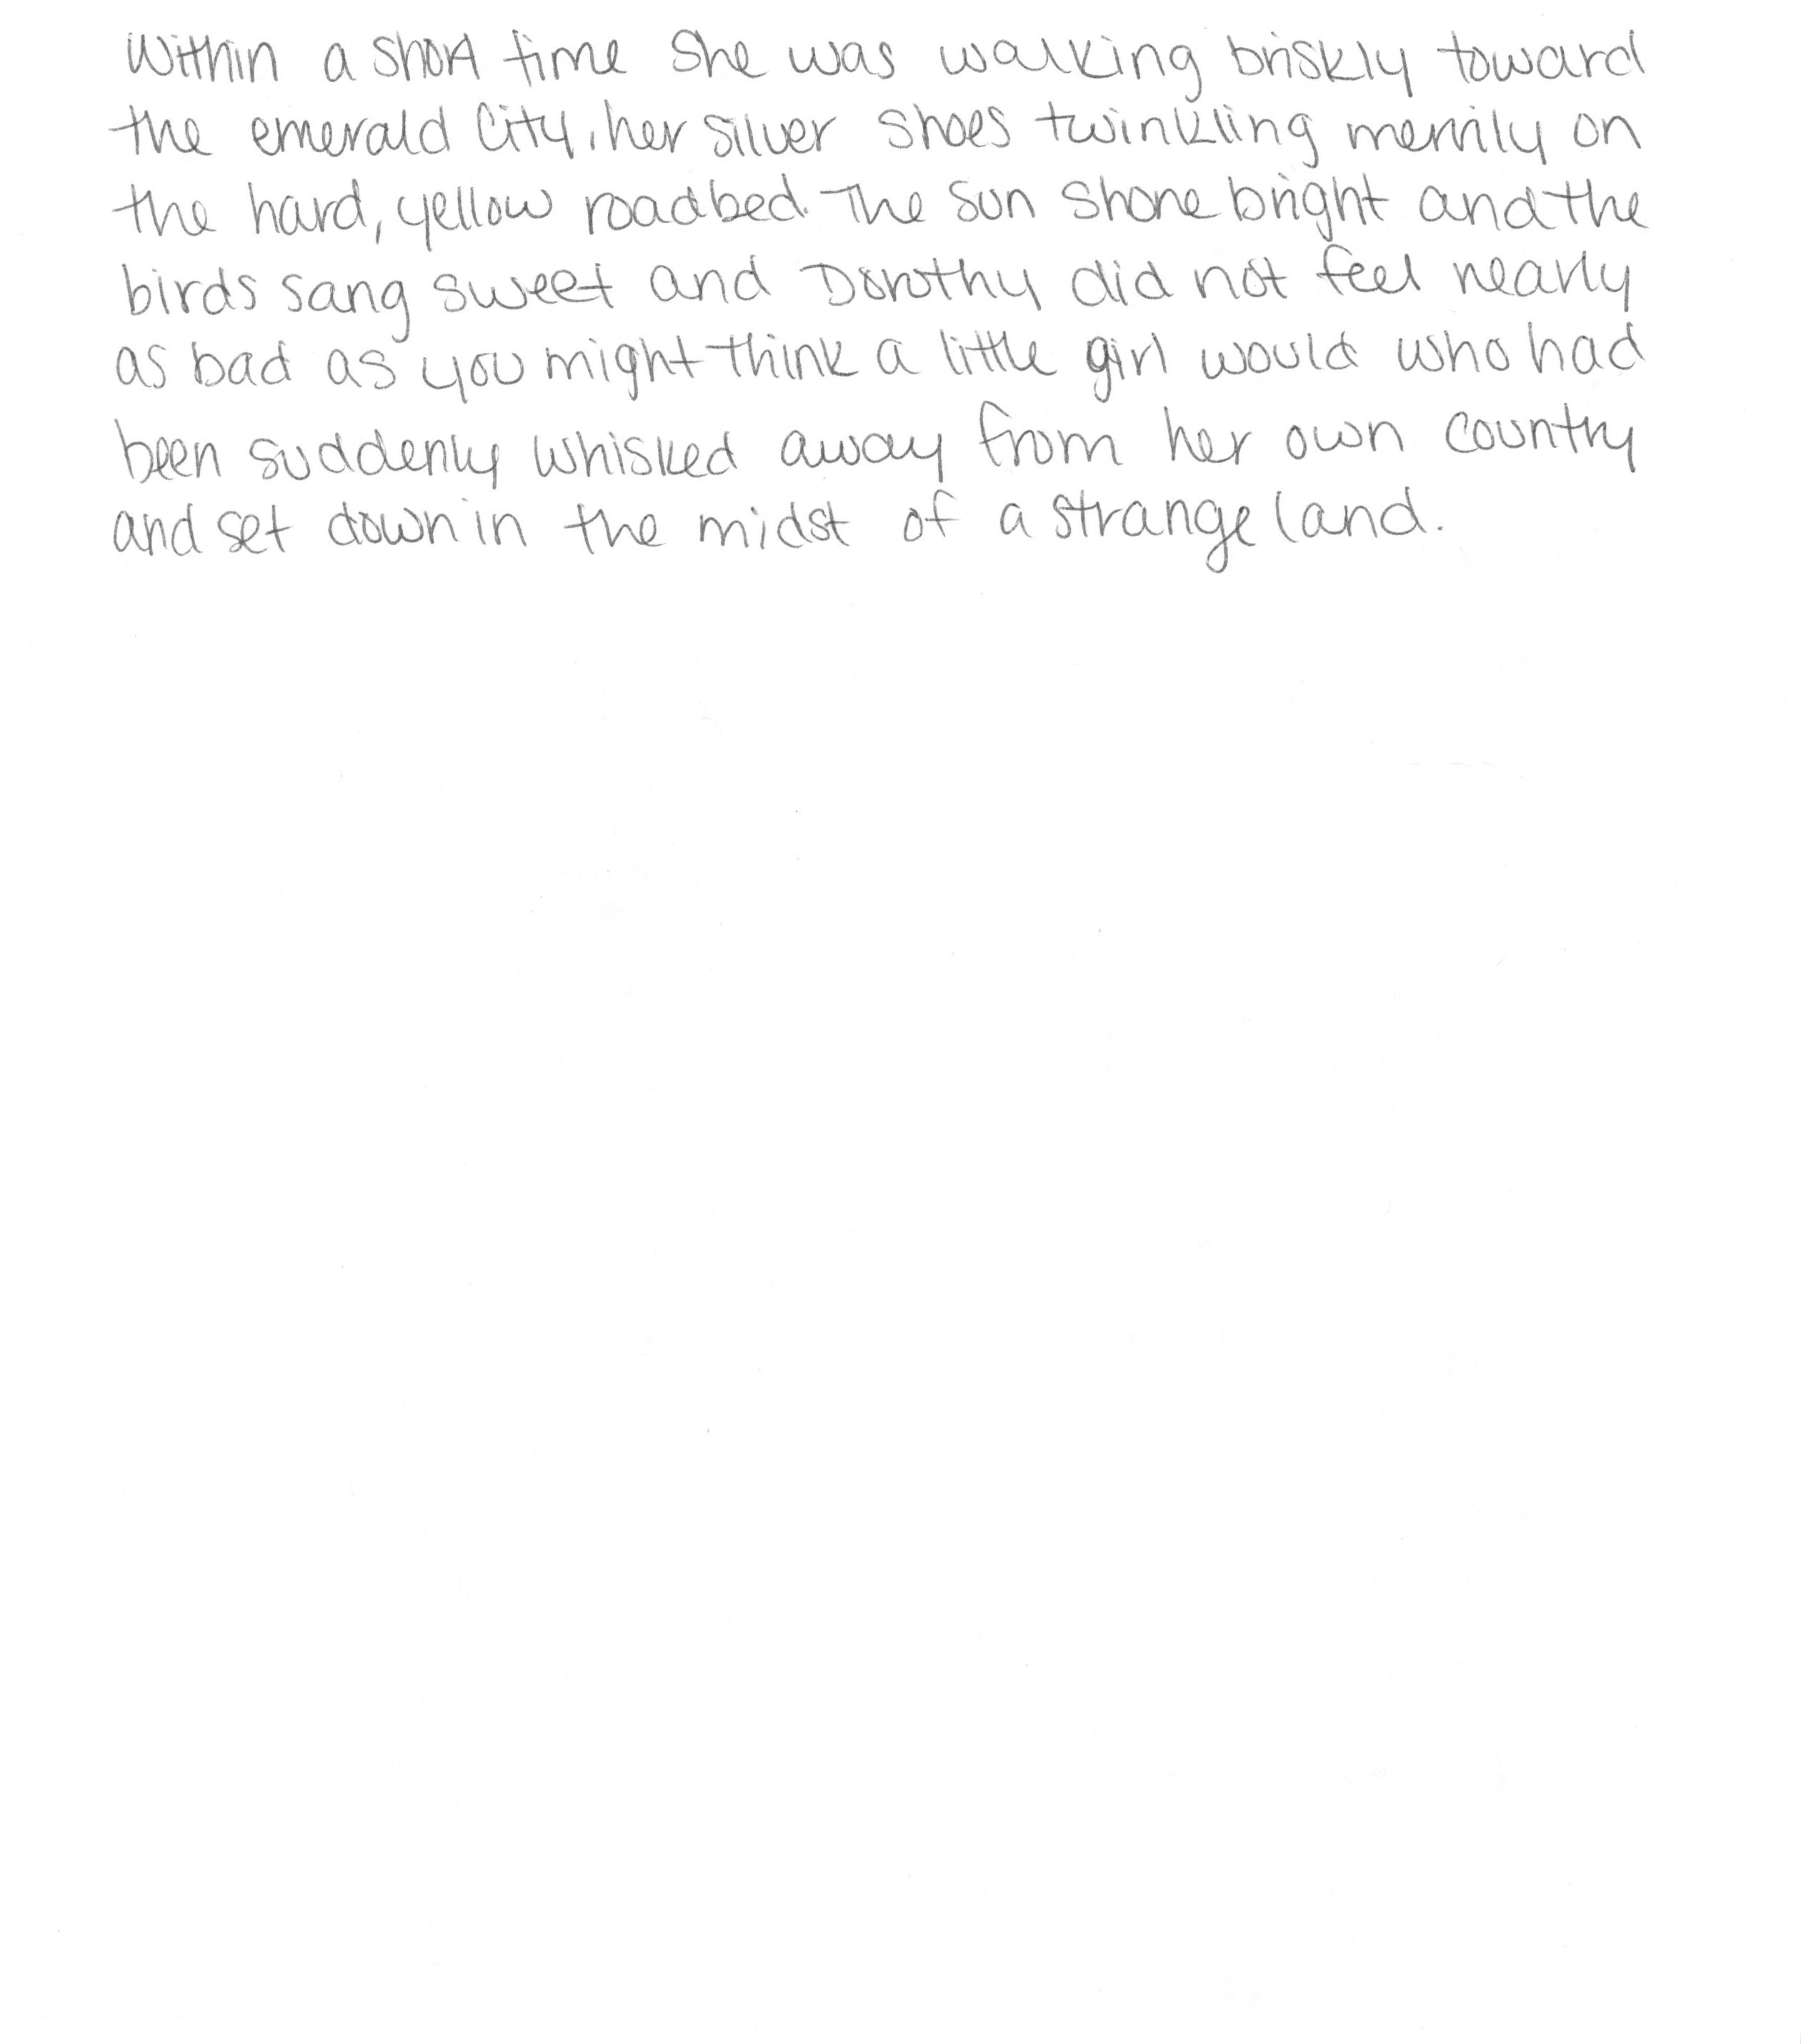 Within a short time she was walking briskly toward
the emerald City, her silver shoes twinkling merrily on
the hard, yellow roadbed. The sun shone bright and the
birds sang sweet and Dorothy did not feel nearly
as bad as you might think a little girl would who had
been suddenly whisked away from her own country
and set down in the midst of a strange land.